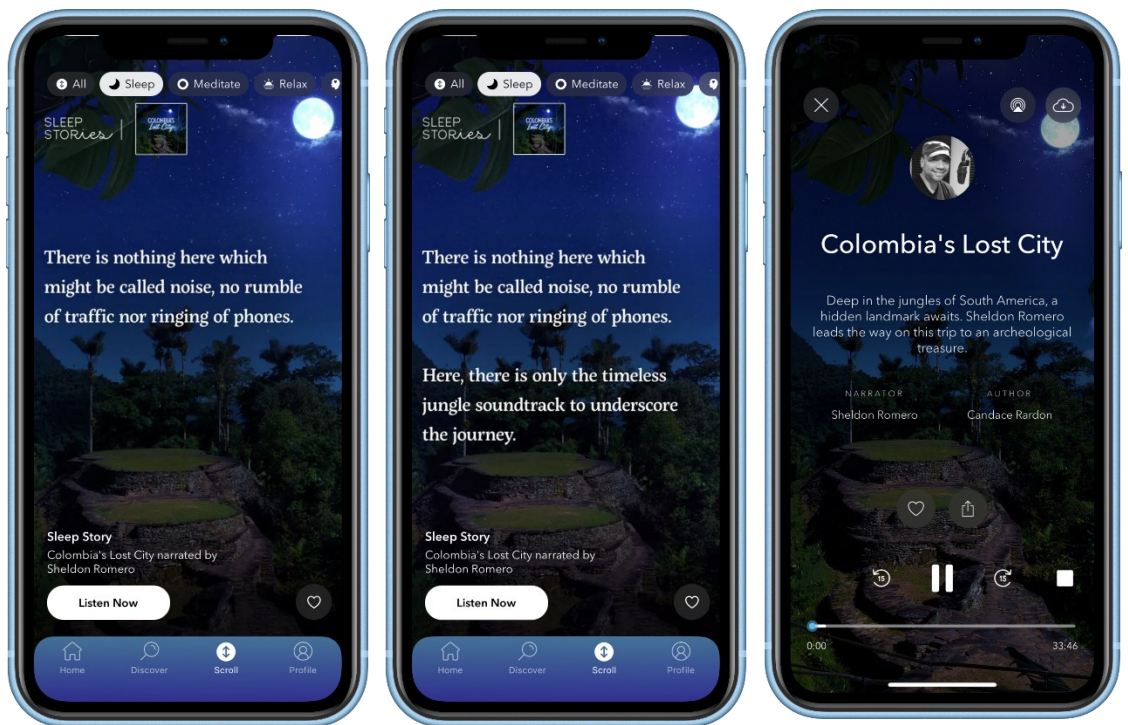 All Sleep Meditate Relax
SLEEP
STORies
COLOMBIA'S
Lost City
There is nothing here which
might be called noise, no rumble
of traffic nor ringing of phones.
Sleep Story
Colombia's Lost City narrated by
Sheldon Romero
Listen Now
Home Discover Scroll Profile
All Sleep Meditate Relax
SLEEP
STORies
COLOMBIA'S
Lost City
There is nothing here which
might be called noise, no rumble
of traffic nor ringing of phones.
Here, there is only the timeless
jungle soundtrack to underscore
the journey.
Sleep Story
Colombia's Lost City narrated by
Sheldon Romero
Listen Now
Home Discover Scroll Profile
Colombia's Lost City
Deep in the jungles of South America, a
hidden landmark awaits. Sheldon Romero
leads the way on this trip to an archeological
treasure.
NARRATOR AUTHOR
Sheldon Romero Candace Rardon
15 15
0:00 33:46